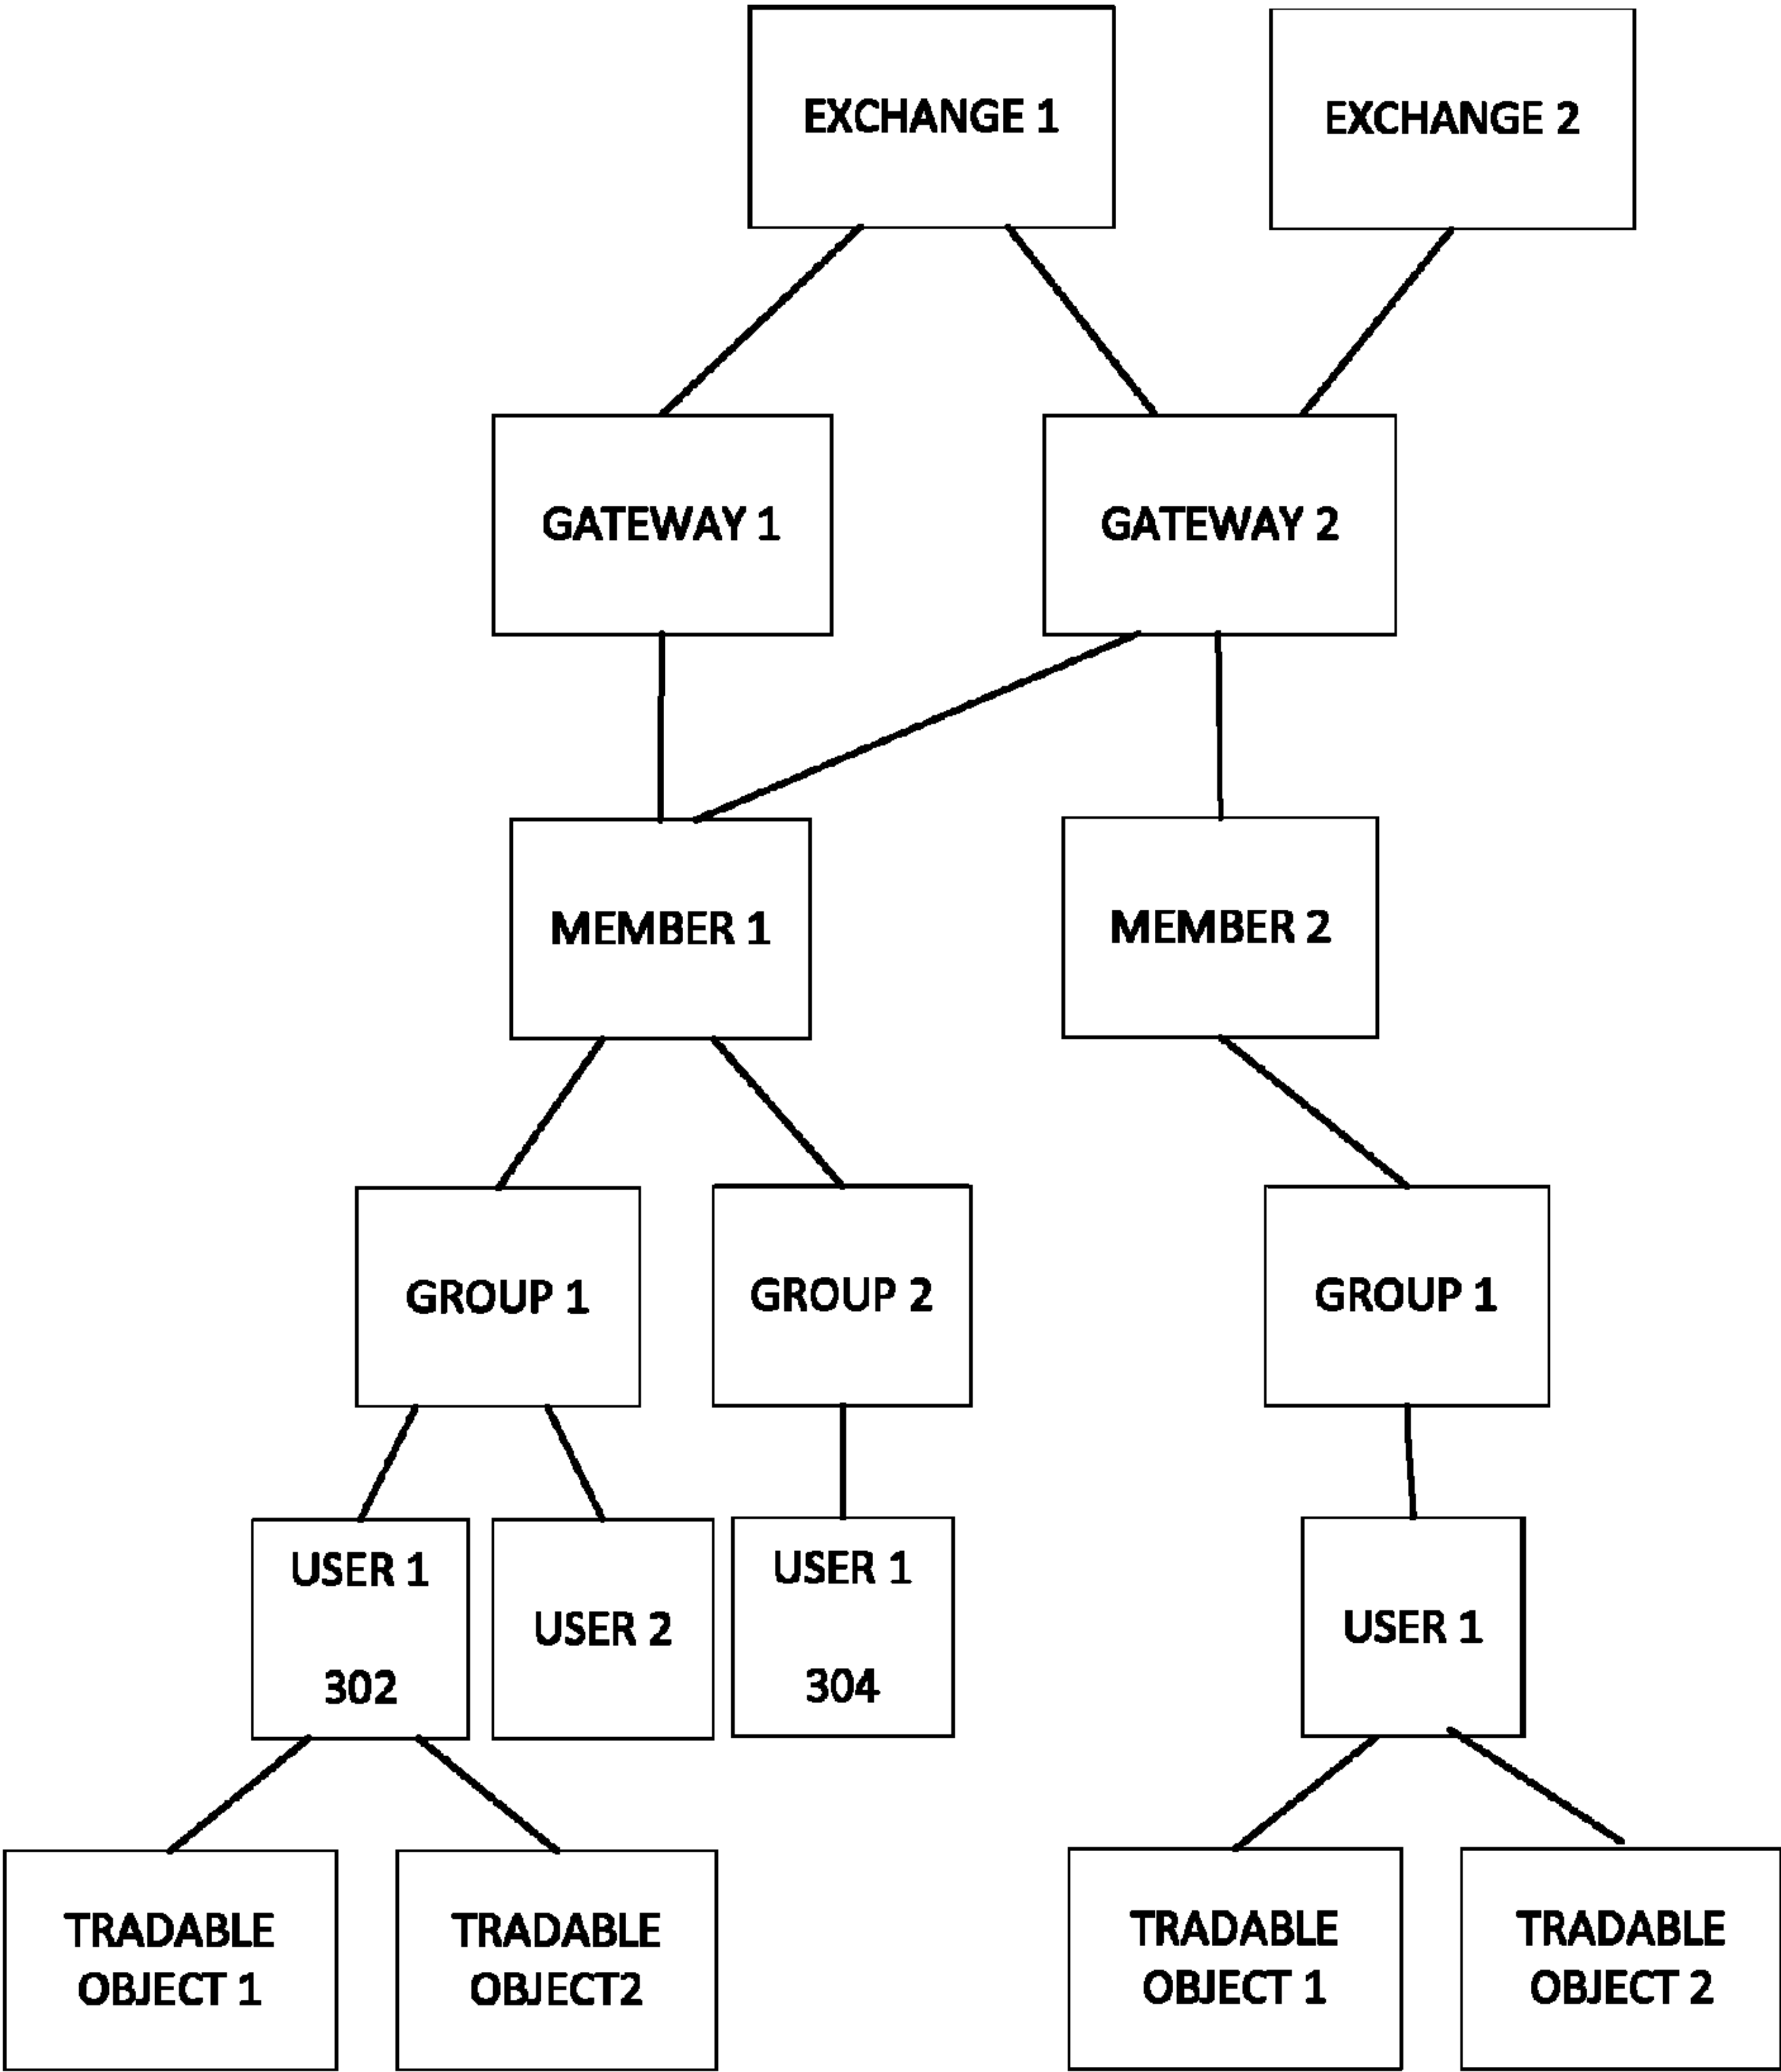 EXCHANGE 1
EXCHANGE 2
GATEWAY 1
GATEWAY 2
MEMBER 1
MEMBER 2
GROUP 1
GROUP 2
GROUP 1
USER 1
302
USER 2
USER 1
304
USER 1
TRADABLE
OBJECT 1
TRADABLE
OBJECT2
TRADABLE
OBJECT 1
TRADABLE
OBJECT 2